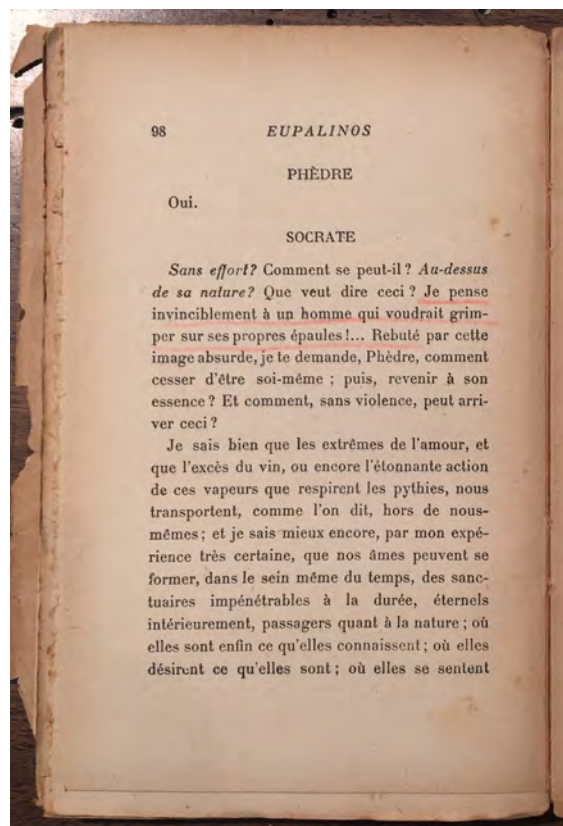 98 EUPALINOS
PHÈDRE
Oui.
SOCRATE
Sans effort? Comment se peut-il ? Au-dessus
de sa nature? Que veut dire ceci ? Je pense
invinciblement à un homme qui voudrait grim-
per sur ses propres épaules !... Rebuté par cette
image absurde, je te demande, Phèdre, comment
cesser d'être soi-même ; puis, revenir à son
essence ? Et comment, sans violence, peut arri-
ver ceci ?
Je sais bien que les extrêmes de l'amour, et
que l'excès du vin, ou encore l'étonnante action
de ces vapeurs que respirent les pythies, nous
transportent, comme l'on dit, hors de nous-
mêmes ; et je sais mieux encore, par mon expé-
rience très certaine, que nos âmes peuvent se
former, dans le sein même du temps, des sanc-
tuaires impénétrables à la durée, éternels
intérieurement, passagers quant à la nature ; où
elles sont enfin ce qu'elles connaissent ; où elles
désirent ce qu'elles sont ; où elles se sentent